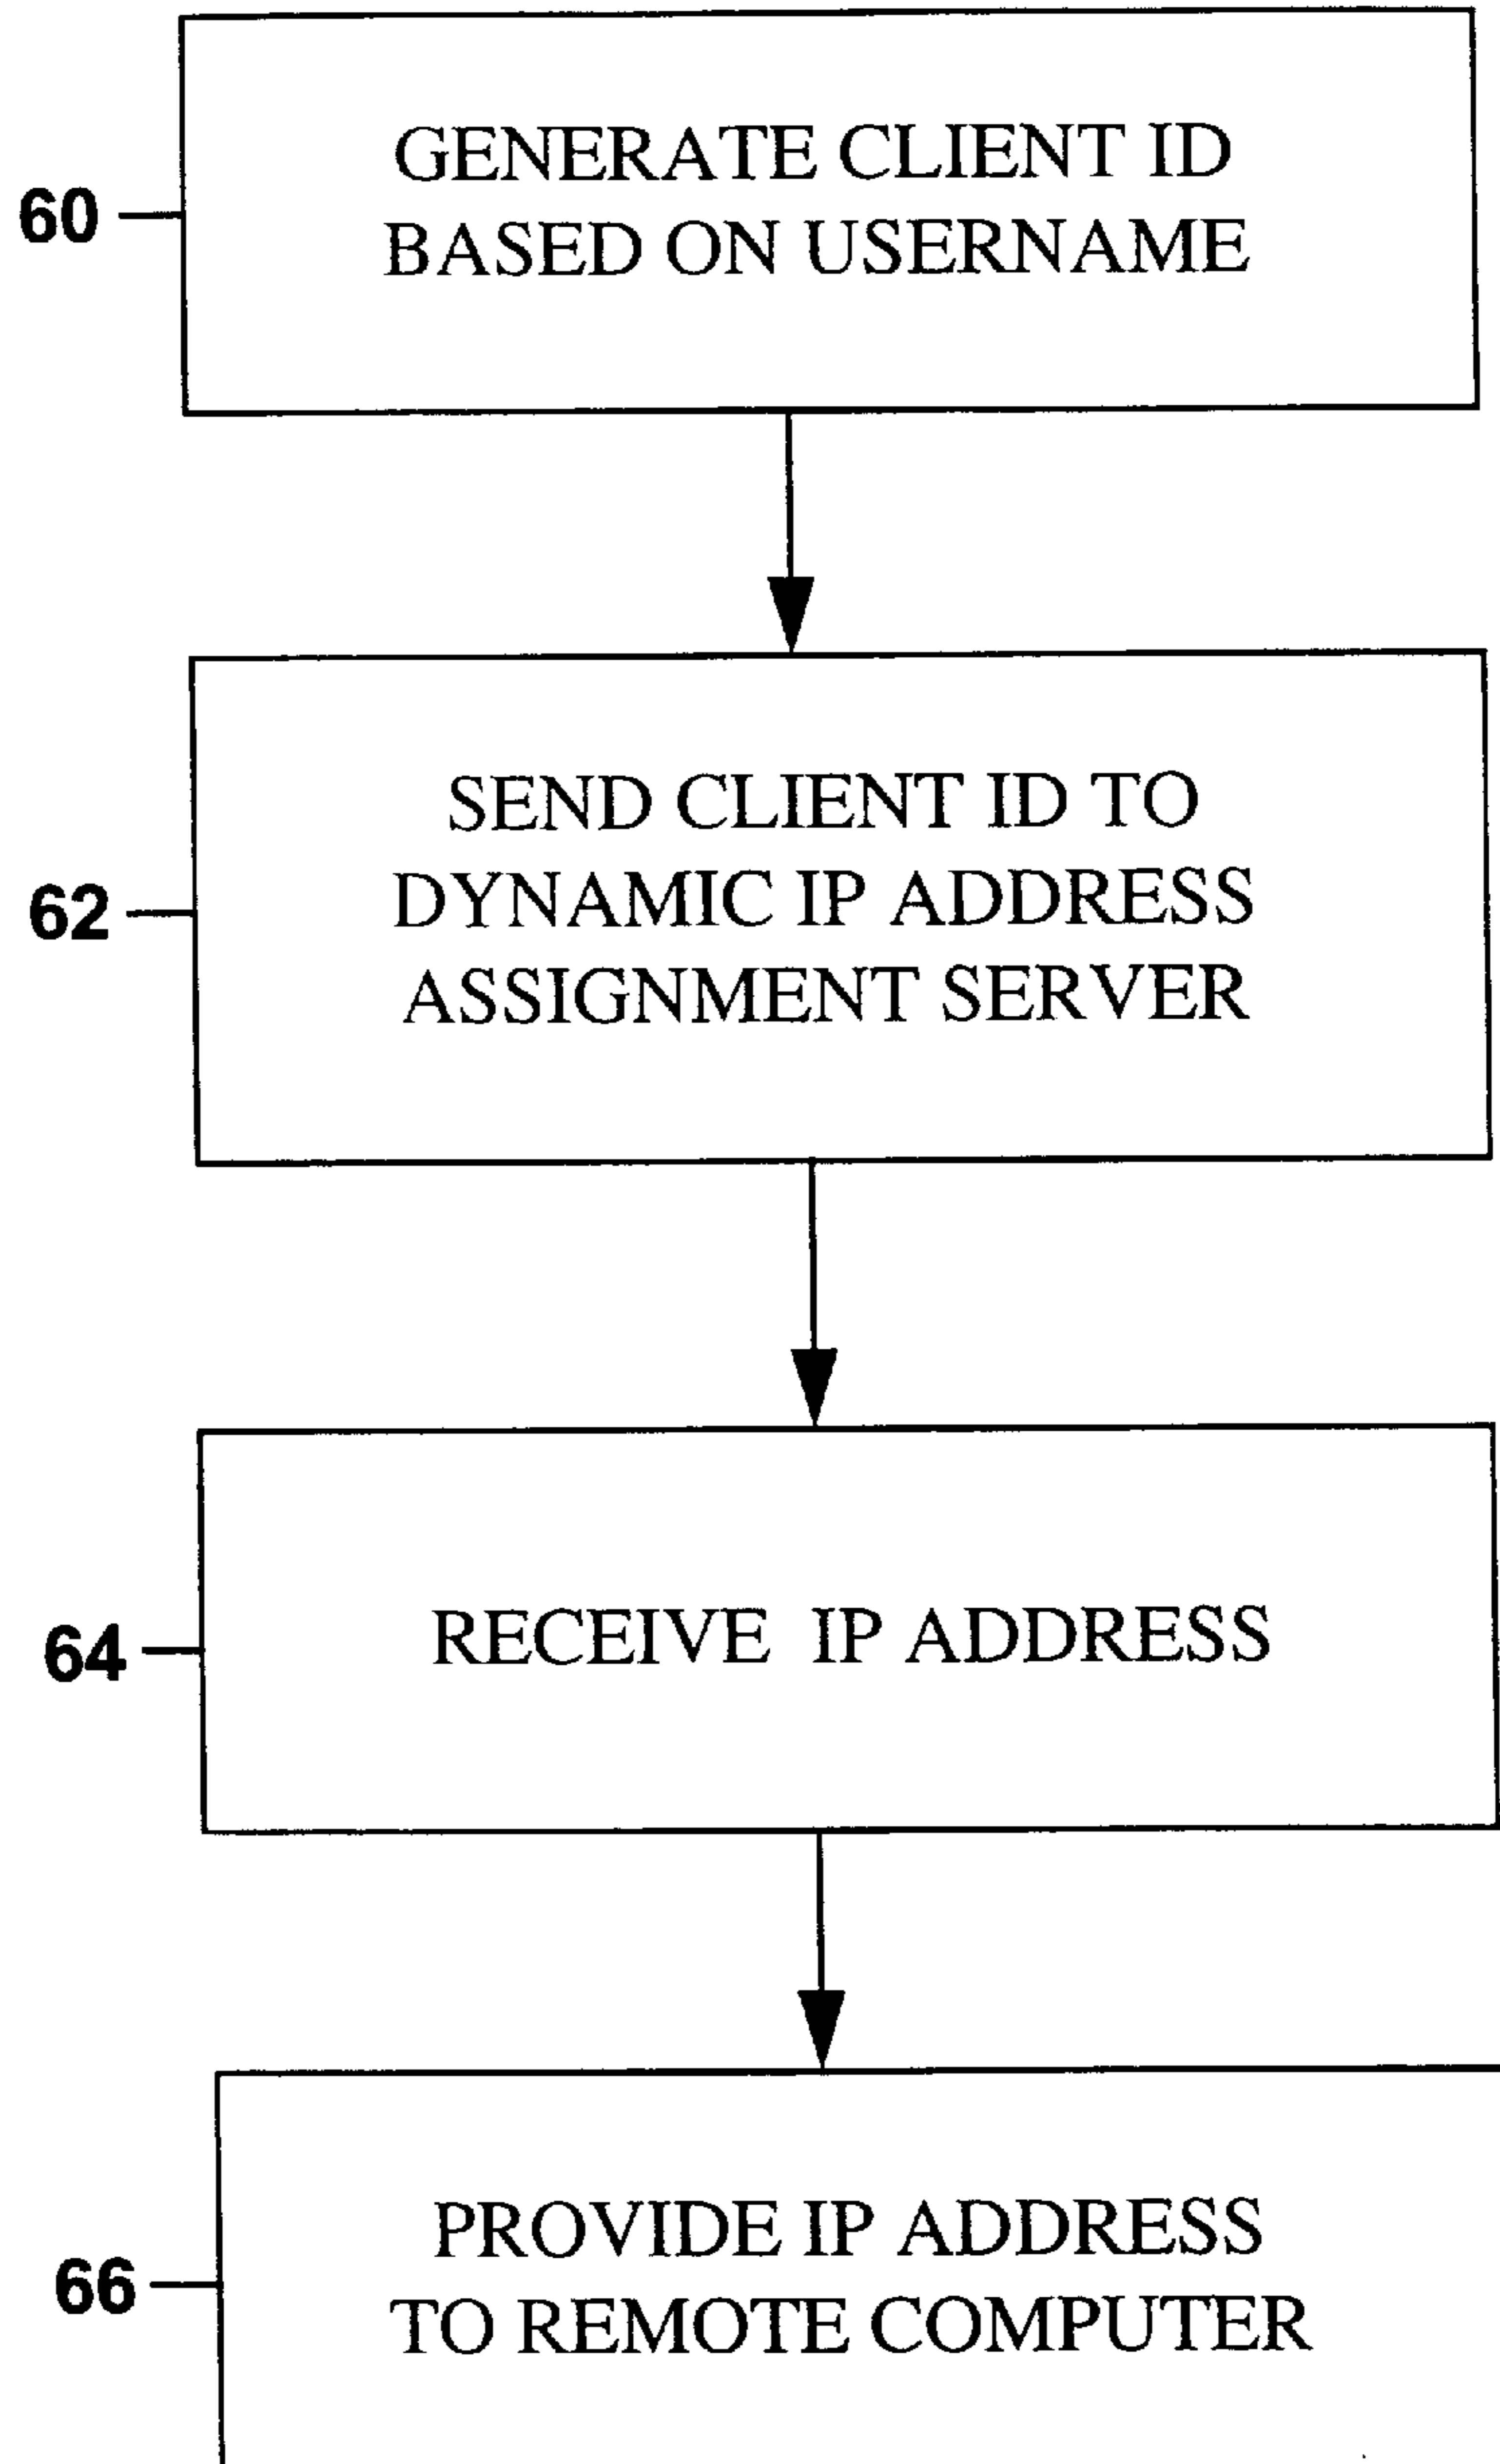 GENERATE CLIENT ID
60
BASED ON USERNAME
SEND CLIENT ID TO
62
DYNAMIC IP ADDRESS
ASSIGNMENT SERVER
64
RECEIVE IP ADDRESS
PROVIDE IP ADDRESS
66
TO REMOTE COMPUTER